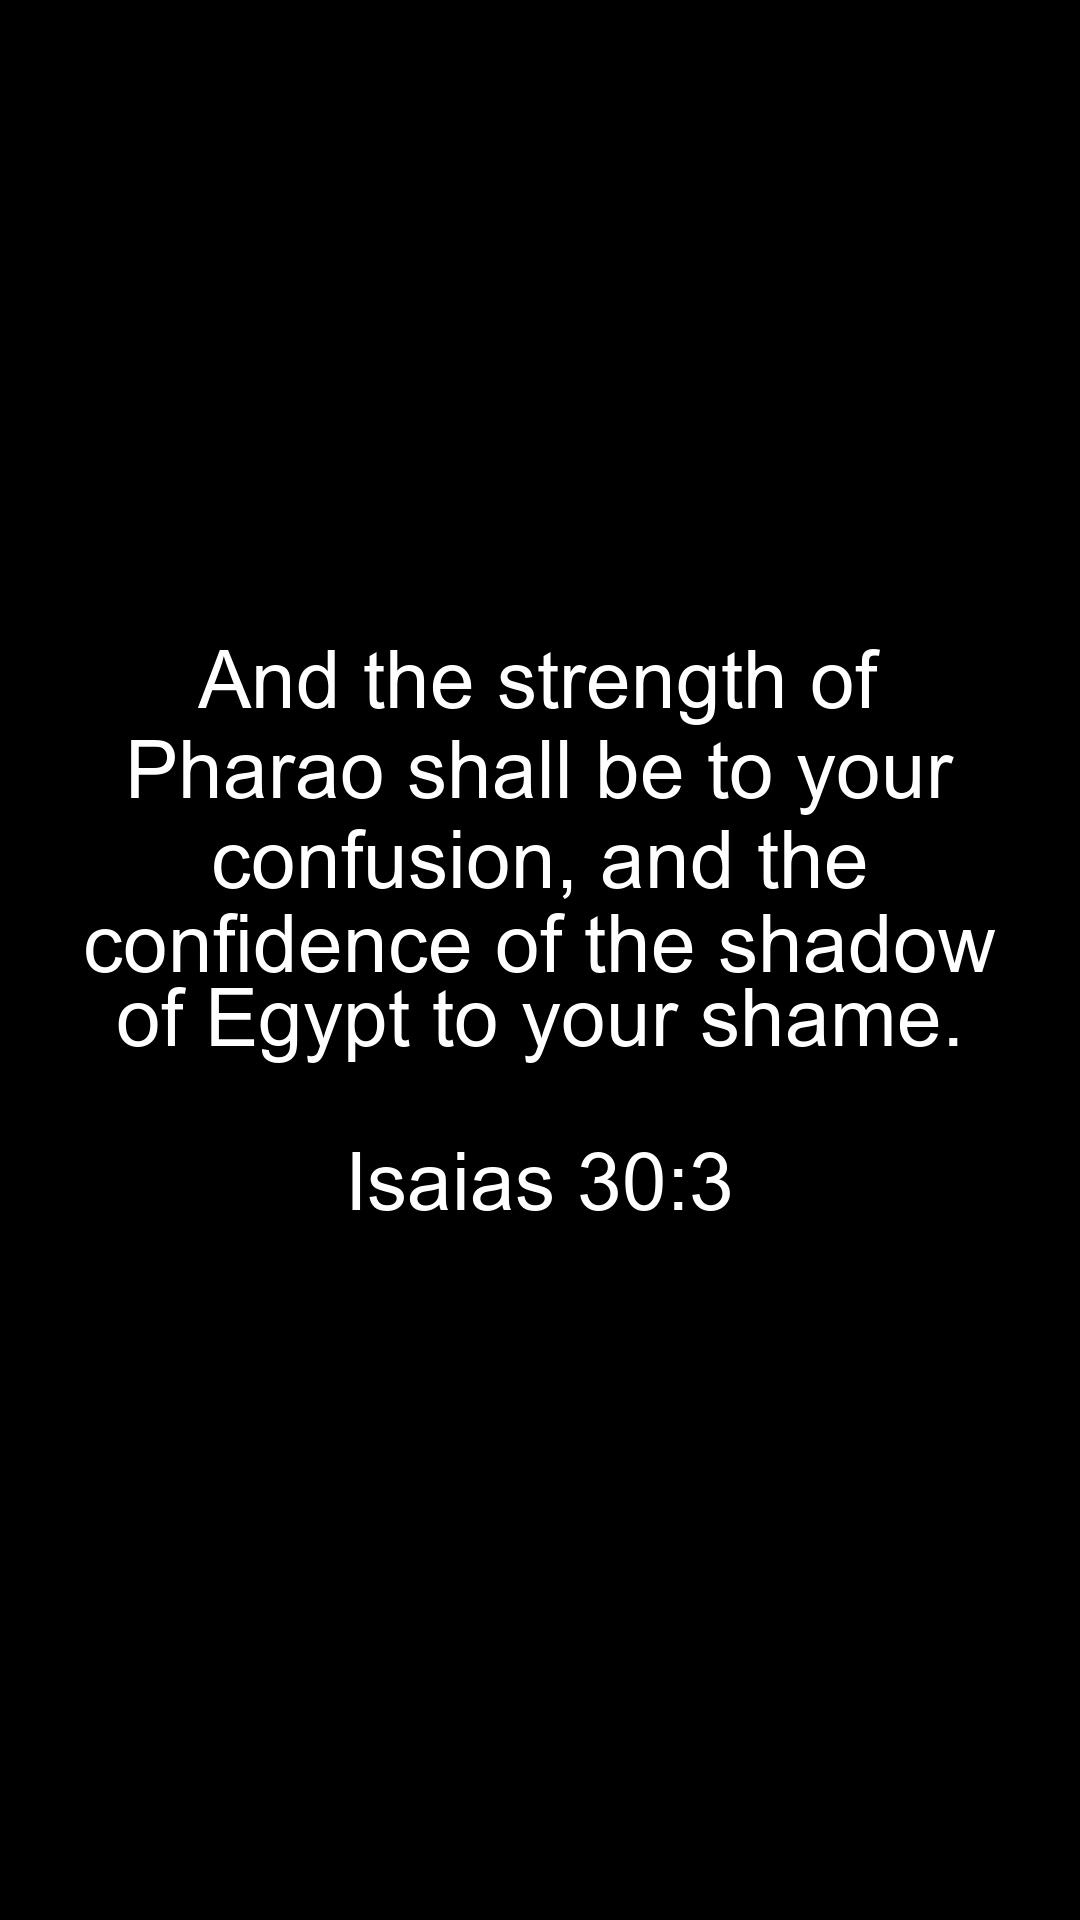 And the strength of
Pharao shall be to your
confusion, and the
confidence of the shadow
of Egypt to your shame.
Isaias 30:3